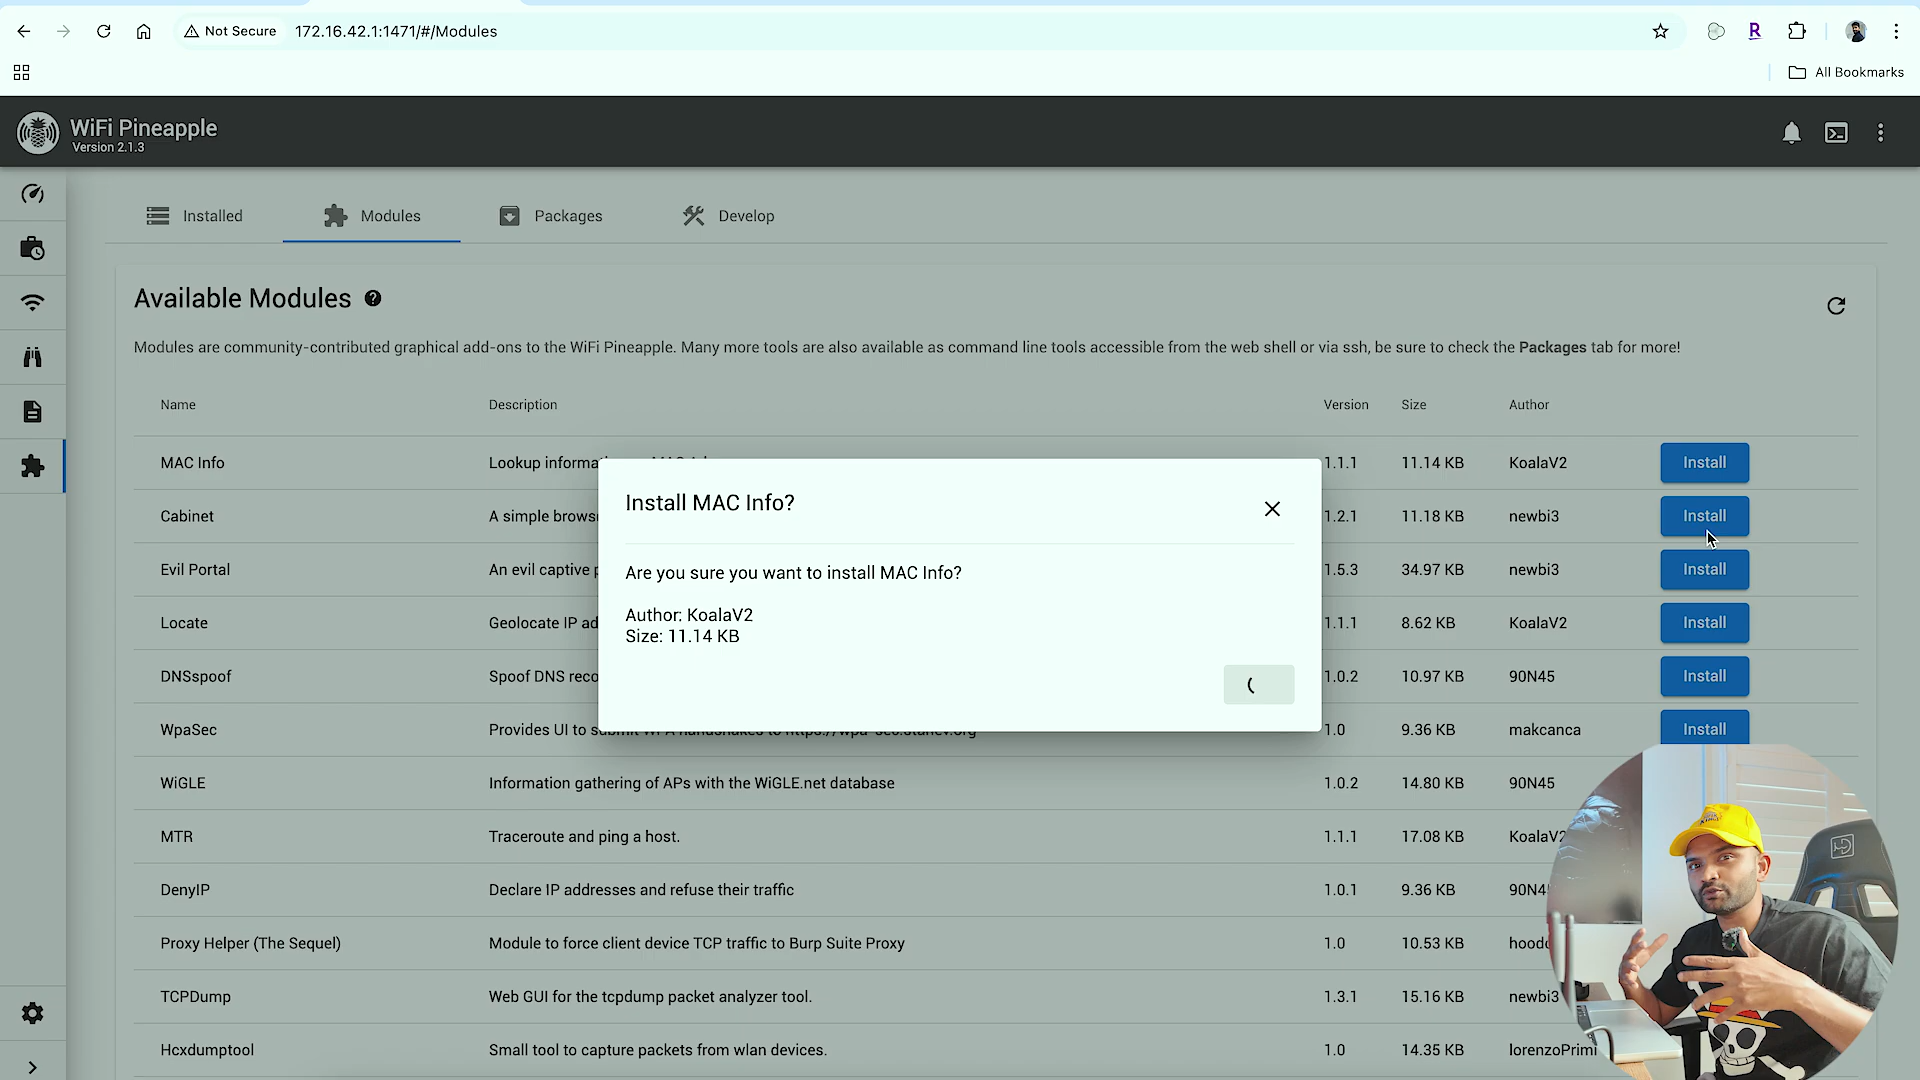 Not Secure
172.16.42.1:1471/#/Modules
R
All Bookmarks
WiFi Pineapple
Version 2.1.3
Installed
Modules
Packages
Develop
Available Modules
Modules are community-contributed graphical add-ons to the WiFi Pineapple. Many more tools are also available as command line tools accessible from the web shell or via ssh, be sure to check the Packages tab for more!
Name Description Version Size Author
MAC Info Lookup 1.1.1 11.14 KB KoalaV2 Install
Cabinet A simple 1.2.1 11.18 KB newbi3 Install
Evil Portal An evil captive 1.5.3 34.97 KB newbi3 Install
Locate Geolocate IP 1.1.1 8.62 KB KoalaV2 Install
DNSspoof Spoof DNS 1.0.2 10.97 KB 90N45 Install
WpaSec Provides UI to 1.0 9.36 KB makcanca Install
WiGLE Information gathering of APs with the WiGLE.net database 1.0.2 14.80 KB 90N45
MTR Traceroute and ping a host. 1.1.1 17.08 KB KoalaV2
DenyIP Declare IP addresses and refuse their traffic 1.0.1 9.36 KB
Proxy Helper (The Sequel) Module to force client device TCP traffic to Burp Suite Proxy 1.0 10.53 KB
TCPDump Web GUI for the tcpdump packet analyzer tool. 1.3.1 15.16 KB newbi3
Hcxdumptool Small tool to capture packets from wlan devices. 1.0 14.35 KB lorenzoPrimi
Install MAC Info?
Are you sure you want to install MAC Info?
Author: KoalaV2
Size: 11.14 KB